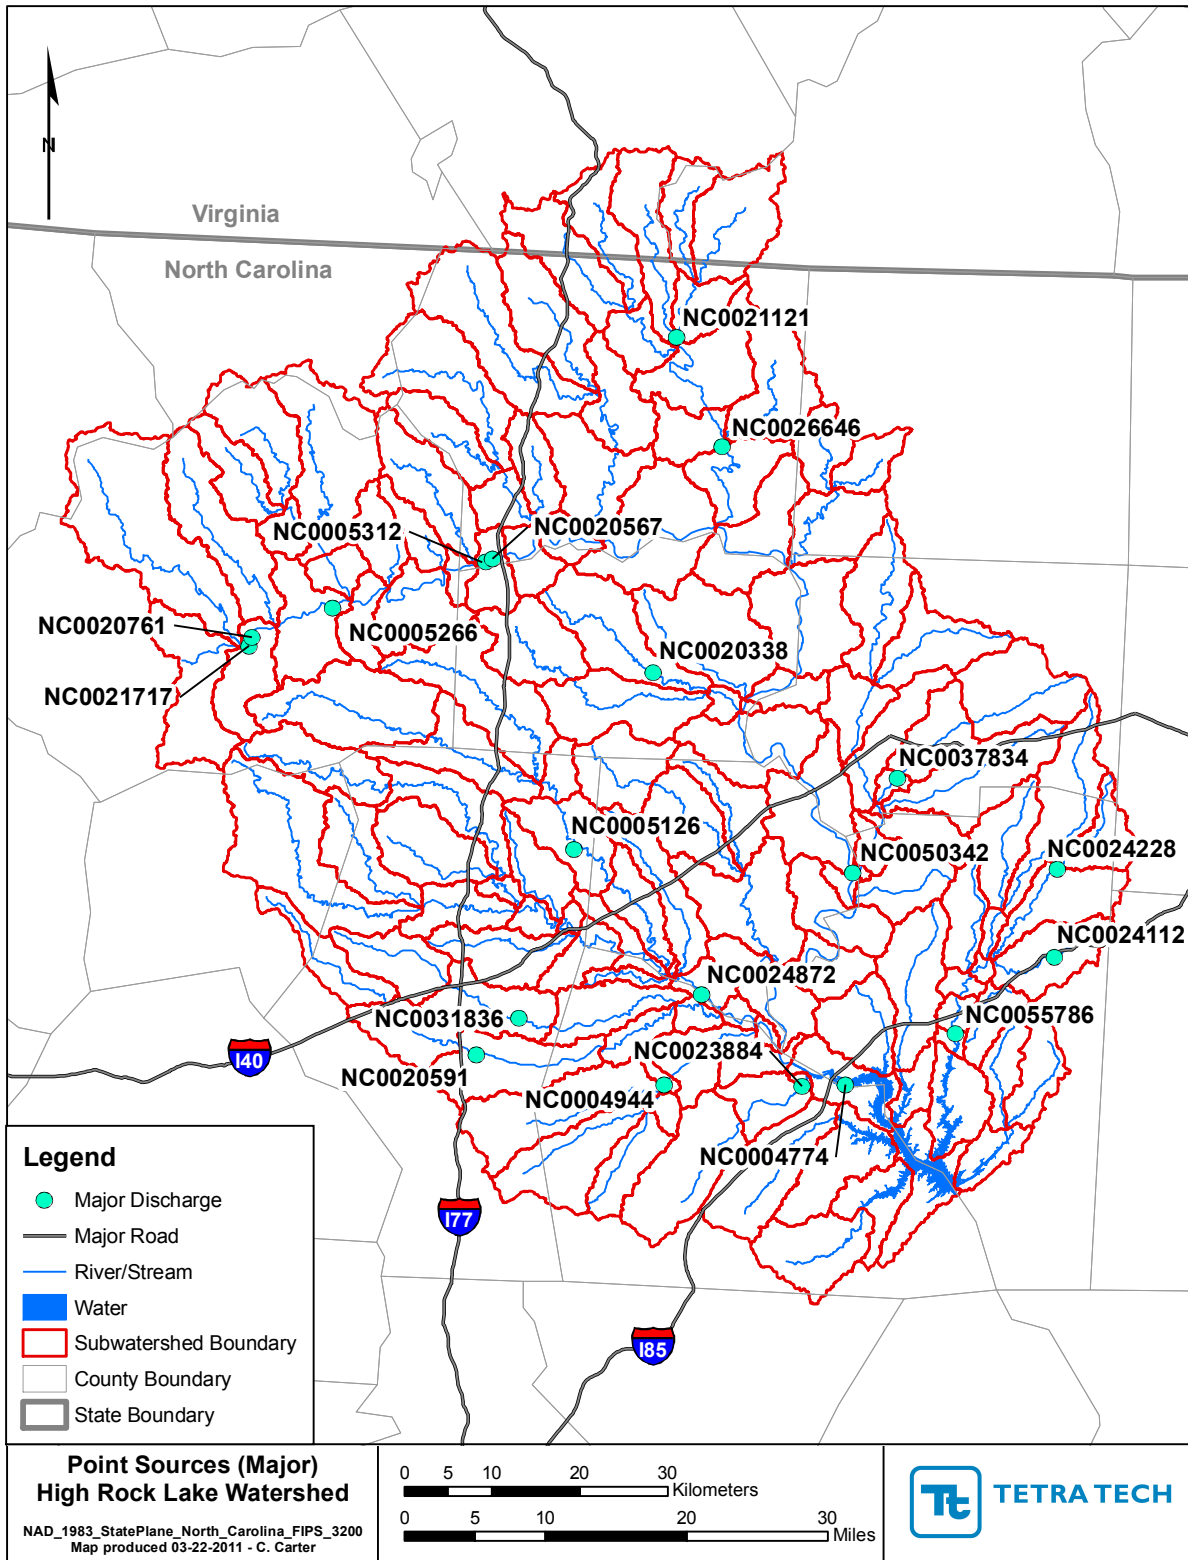 N
Virginia
North Carolina
NC0021121
NC0026646
NC0020567
NC0005312
NC0020761
NC0005266
NC0020338
NC0021717
NC0037834
NC0005126
NC0050342
NC0024228
NC0024112
NC0024872
NC0031836
NC0055786
NC0023884
NC0020591
NC0004944
NC0004774
I40
I77
I85
Legend
Major Discharge
Major Road
River/Stream
Water
Subwatershed Boundary
County Boundary
State Boundary
Point Sources (Major)
High Rock Lake Watershed
NAD_1983_StatePlane_North_Carolina_FIPS_3200
Map produced 03-22-2011 - C. Carter
0 5 10 20 30
Kilometers
0 5 10 20 30
Miles
Tt TETRA TECH